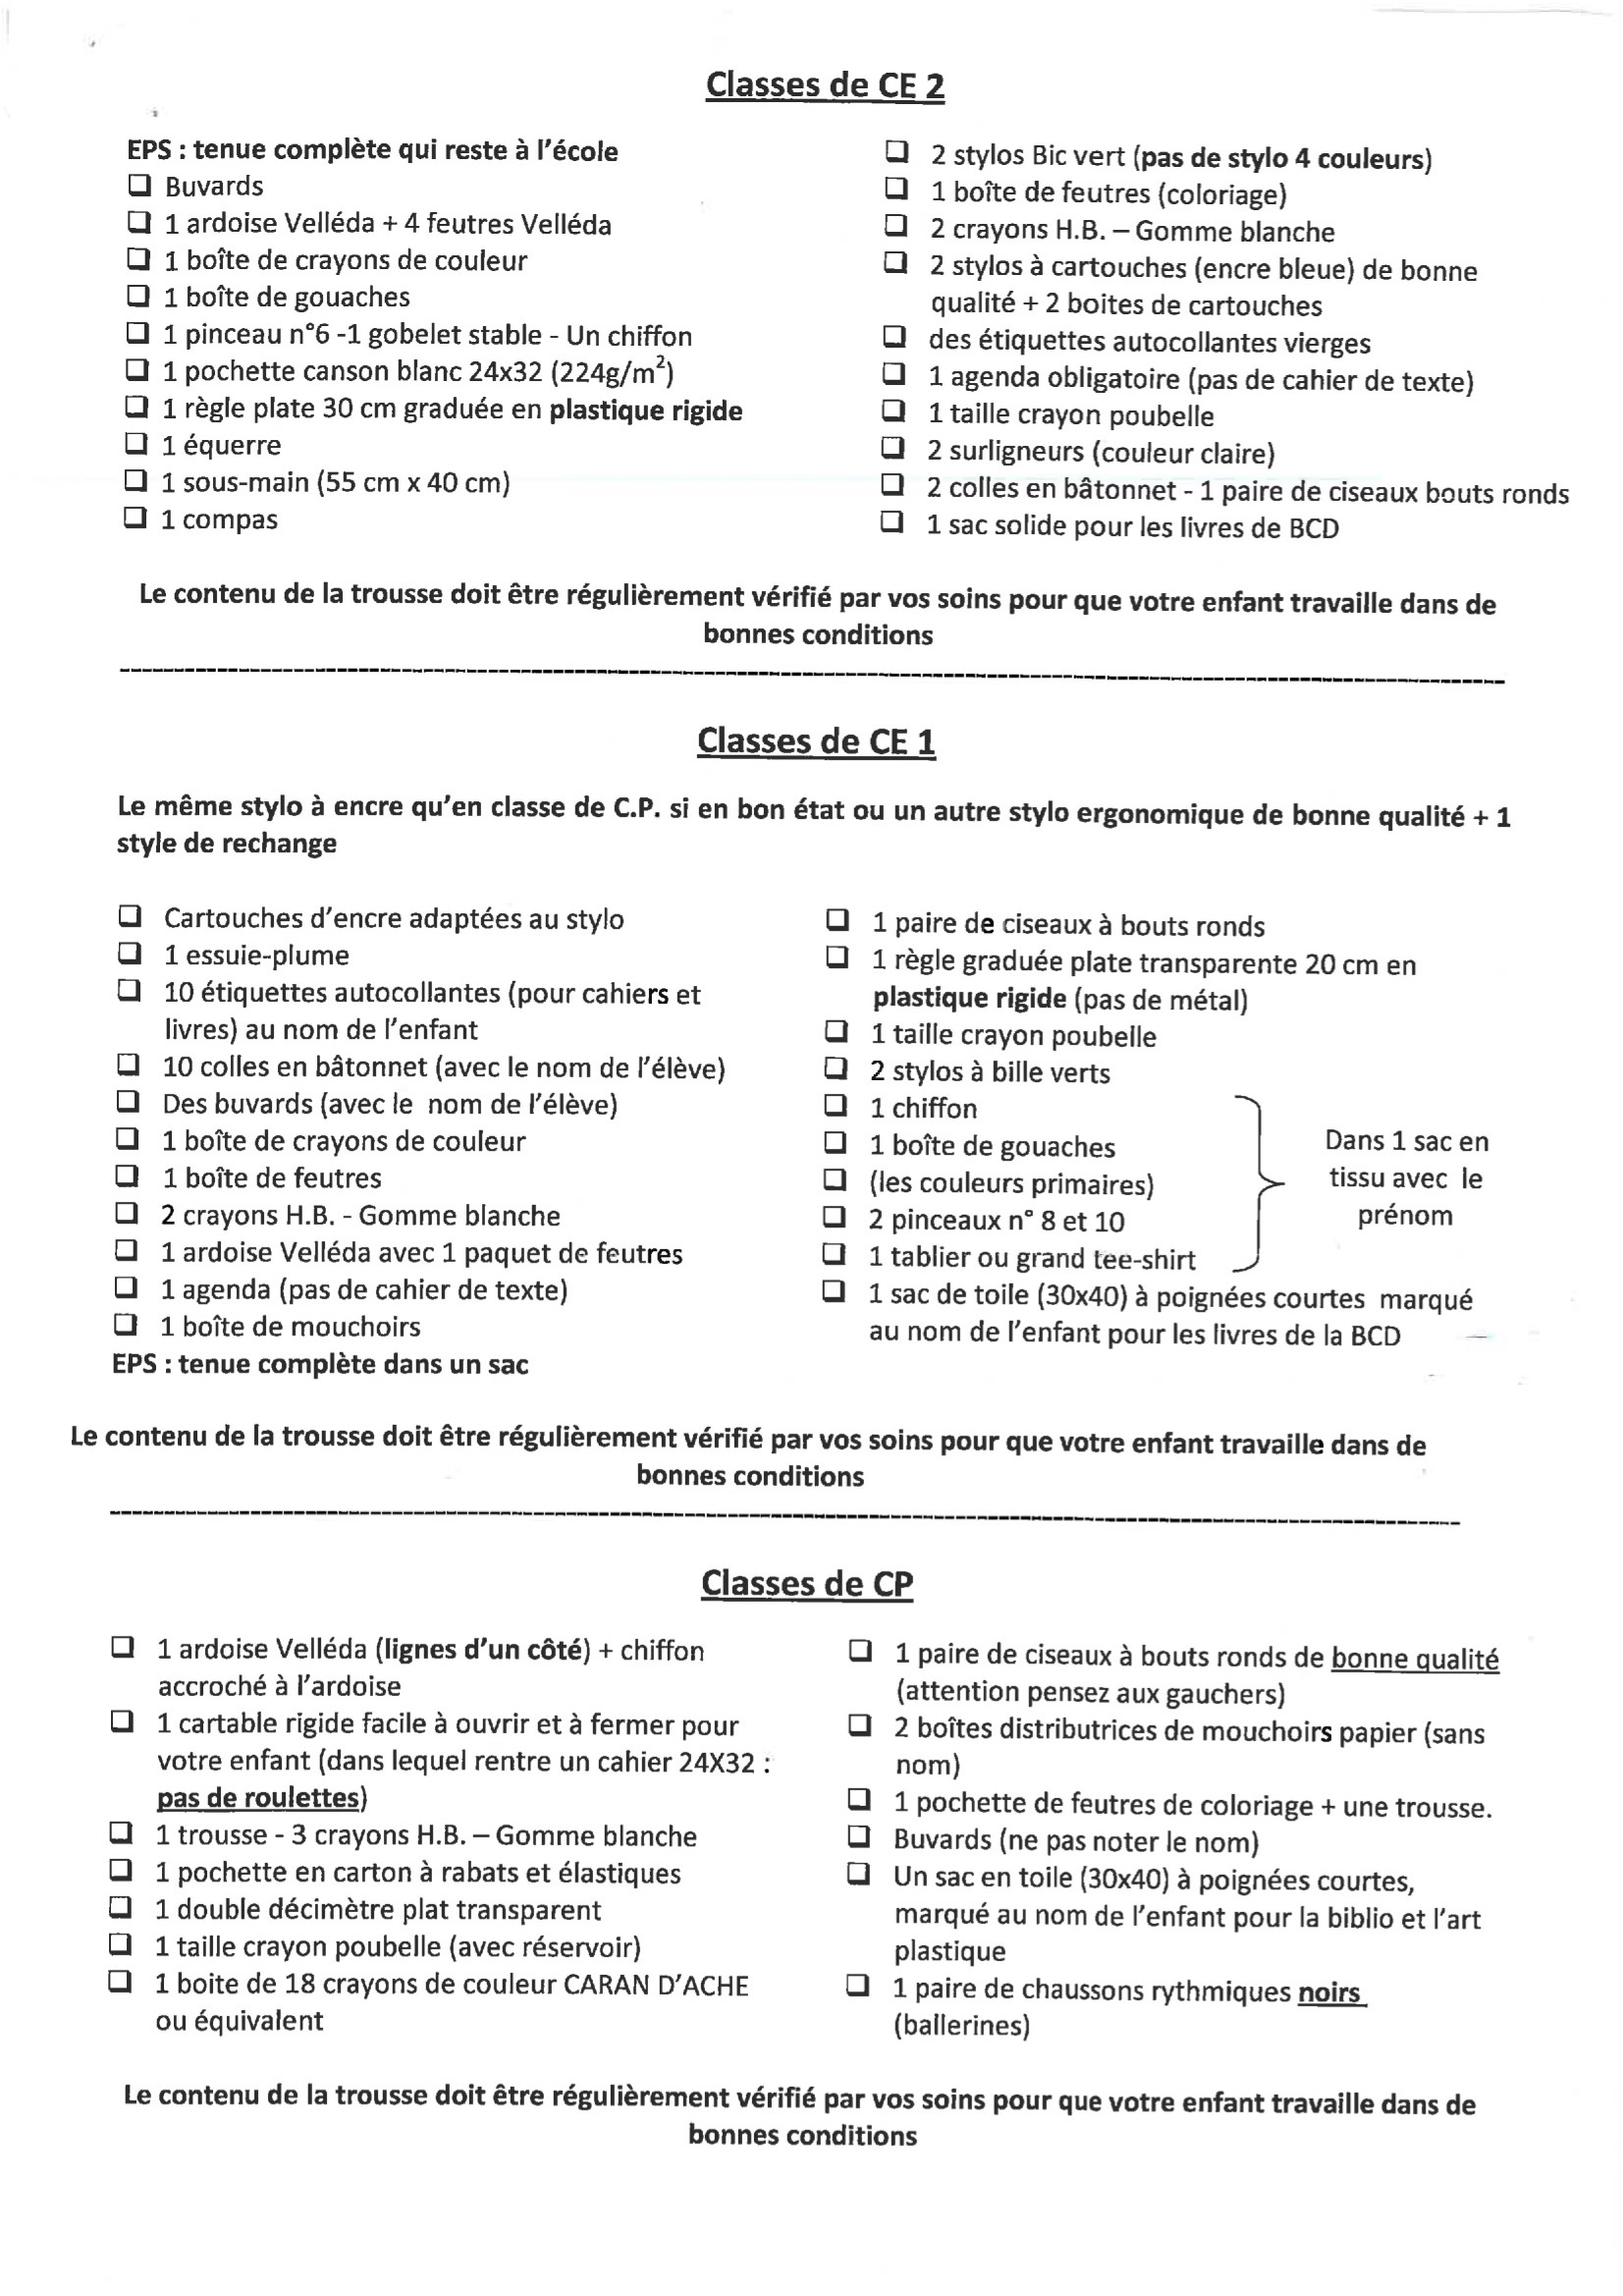 Classes de CE 2
EPS : tenue complète qui reste à l'école
❑ Buvards
❑ 1 ardoise Velléda + 4 feutres Velléda
❑ 1 boîte de crayons de couleur
❑ 1 boîte de gouaches
❑ 1 pinceau n°6 -1 gobelet stable - Un chiffon
❑ 1 pochette canson blanc 24x32 (224g/m²)
❑ 1 règle plate 30 cm graduée en plastique rigide
❑ 1 équerre
❑ 1 sous-main (55 cm x 40 cm)
❑ 1 compas
❑ 2 stylos Bic vert (pas de stylo 4 couleurs)
❑ 1 boîte de feutres (coloriage)
❑ 2 crayons H.B. – Gomme blanche
❑ 2 stylos à cartouches (encre bleue) de bonne
qualité + 2 boites de cartouches
❑ des étiquettes autocollantes vierges
❑ 1 agenda obligatoire (pas de cahier de texte)
❑ 1 taille crayon poubelle
❑ 2 surligneurs (couleur claire)
❑ 2 colles en bâtonnet - 1 paire de ciseaux bouts ronds
❑ 1 sac solide pour les livres de BCD
Le contenu de la trousse doit être régulièrement vérifié par vos soins pour que votre enfant travaille dans de
bonnes conditions
Classes de CE 1
Le même stylo à encre qu'en classe de C.P. si en bon état ou un autre stylo ergonomique de bonne qualité + 1
style de rechange
❑ Cartouches d'encre adaptées au stylo
❑ 1 essuie-plume
❑ 10 étiquettes autocollantes (pour cahiers et
livres) au nom de l'enfant
❑ 10 colles en bâtonnet (avec le nom de l'élève)
❑ Des buvards (avec le nom de l'élève)
❑ 1 boîte de crayons de couleur
❑ 1 boîte de feutres
❑ 2 crayons H.B. - Gomme blanche
❑ 1 ardoise Velléda avec 1 paquet de feutres
❑ 1 agenda (pas de cahier de texte)
❑ 1 boîte de mouchoirs
EPS : tenue complète dans un sac
❑ 1 paire de ciseaux à bouts ronds
❑ 1 règle graduée plate transparente 20 cm en
plastique rigide (pas de métal)
❑ 1 taille crayon poubelle
❑ 2 stylos à bille verts
❑ 1 chiffon
❑ 1 boîte de gouaches
❑ (les couleurs primaires)
❑ 2 pinceaux n° 8 et 10
❑ 1 tablier ou grand tee-shirt
Dans 1 sac en
tissu avec le
prénom
❑ 1 sac de toile (30x40) à poignées courtes marqué
au nom de l'enfant pour les livres de la BCD
Le contenu de la trousse doit être régulièrement vérifié par vos soins pour que votre enfant travaille dans de
bonnes conditions
Classes de CP
❑ 1 ardoise Velléda (lignes d'un côté) + chiffon
accroché à l'ardoise
❑ 1 cartable rigide facile à ouvrir et à fermer pour
votre enfant (dans lequel rentre un cahier 24X32 :
pas de roulettes)
❑ 1 trousse - 3 crayons H.B. – Gomme blanche
❑ 1 pochette en carton à rabats et élastiques
❑ 1 double décimètre plat transparent
❑ 1 taille crayon poubelle (avec réservoir)
❑ 1 boite de 18 crayons de couleur CARAN D'ACHE
ou équivalent
❑ 1 paire de ciseaux à bouts ronds de bonne qualité
(attention pensez aux gauchers)
❑ 2 boîtes distributrices de mouchoirs papier (sans
nom)
❑ 1 pochette de feutres de coloriage + une trousse.
❑ Buvards (ne pas noter le nom)
❑ Un sac en toile (30x40) à poignées courtes,
marqué au nom de l'enfant pour la biblio et l'art
plastique
❑ 1 paire de chaussons rythmiques noirs
(ballerines)
Le contenu de la trousse doit être régulièrement vérifié par vos soins pour que votre enfant travaille dans de
bonnes conditions